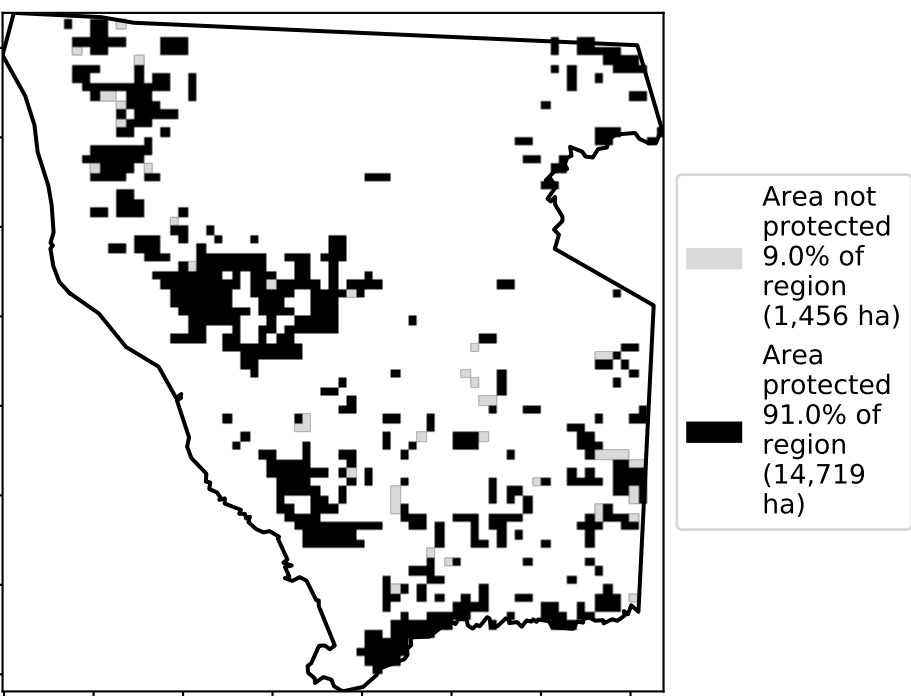 Area not
protected
9.0% of
region
(1,456 ha)
Area
protected
91.0% of
region
(14,719
ha)